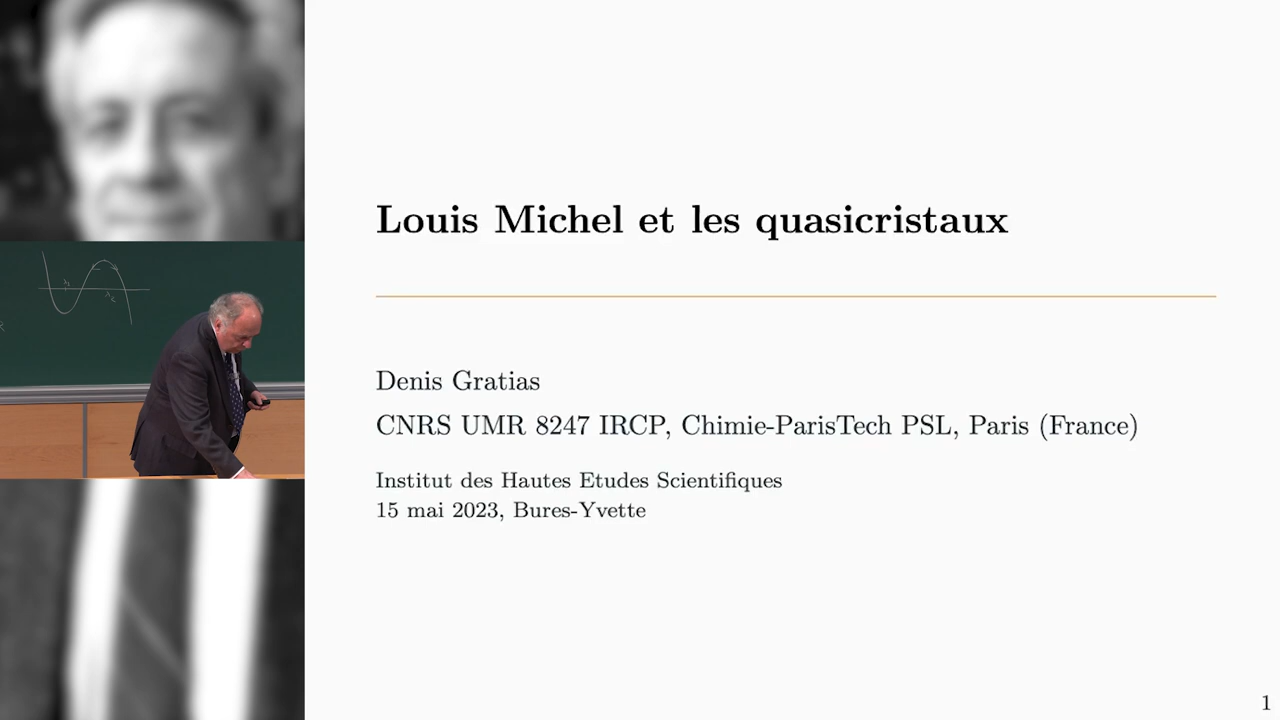 Louis Michel et les quasicristaux
Denis Gratias
CNRS UMR 8247 IRCP, Chimie-ParisTech PSL, Paris (France)
Institut des Hautes Etudes Scientifiques
15 mai 2023, Bures-Yvette
1